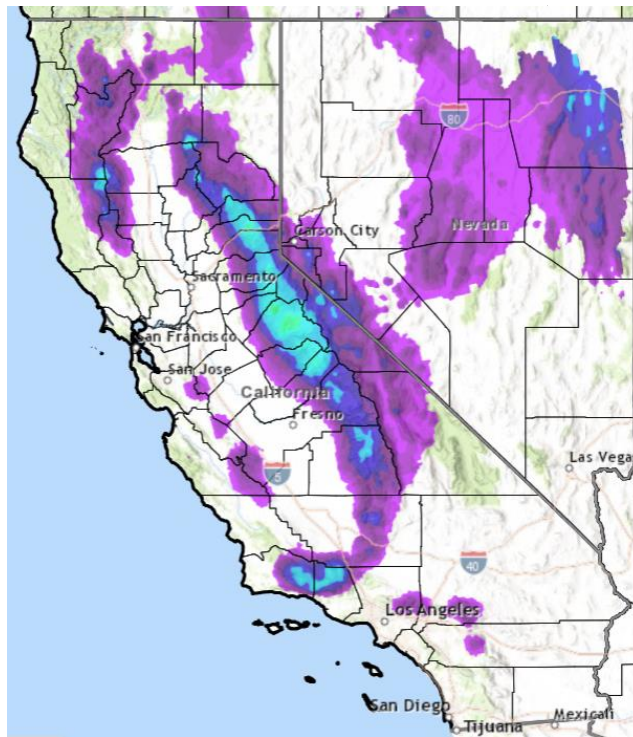 80
Nevada
Carson City
Sacramento
San Francisco
San Jose
California
Fresno
Las Vega
5
40
Los Angeles
San Diego
Mexicali
Tijuana